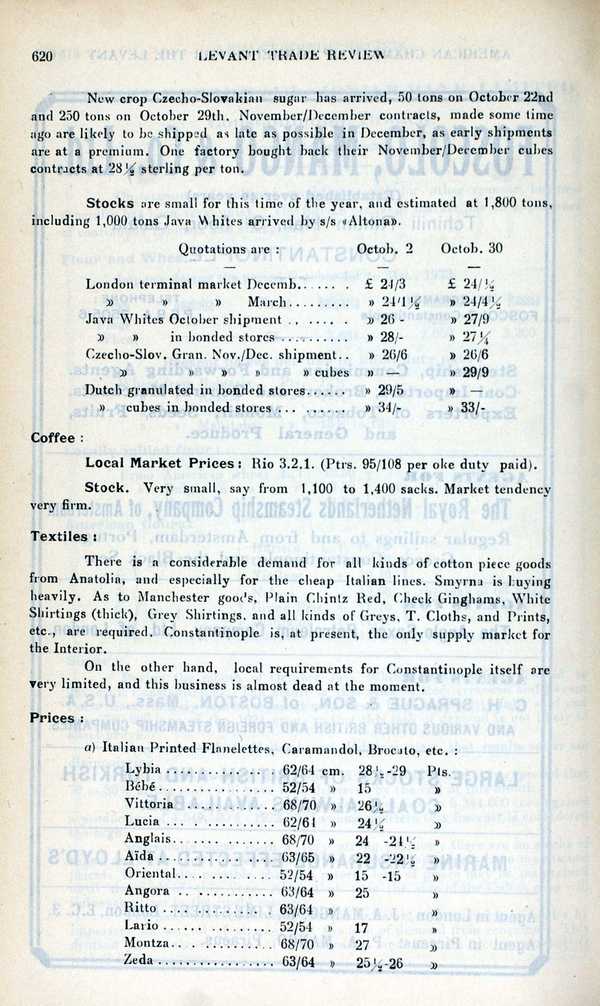 620 LEVANT TRADE REVIEW
New crop Czecho-Slovakian sugar has arrived, 50 tons on October 22nd
and 250 tons on October 29th. November/December contracts, made some time
ago are likely to be shipped as late as possible in December, as early shipments
are at a premium. One factory bought back their November/December cubes
contracts at 28½ sterling per ton.
Stocks are small for this time of the year, and estimated at 1,800 tons,
including 1,000 tons Java Whites arrived by s/s «Altona».
Quotations are : Octob. 2 Octob. 30
— —
London terminal market Decemb....... £ 24/3 £ 24/½
» » » March......... » 24/1½ » 24/4½
Java Whites October shipment ........ » 26 - » 27/9
» » in bonded stores .......... » 28/- » 27¼
Czecho-Slov. Gran. Nov./Dec. shipment.. » 26/6 » 26/6
» » » » cubes » — » 29/9
Dutch granulated in bonded stores...... » 29/5 » —
» cubes in bonded stores ... ....... » 34/- » 33/-
Coffee :
Local Market Prices : Rio 3.2.1. (Ptrs. 95/108 per oke duty paid).
Stock. Very small, say from 1,100 to 1,400 sacks. Market tendency
very firm.
Textiles :
There is a considerable demand for all kinds of cotton piece goods
from Anatolia, and especially for the cheap Italian lines. Smyrna is buying
heavily. As to Manchester goods, Plain Chintz Red, Check Ginghams, White
Shirtings (thick), Grey Shirtings, and all kinds of Greys, T. Cloths, and Prints,
etc., are required. Constantinople is, at present, the only supply market for
the Interior.
On the other hand, local requirements for Constantinople itself are
very limited, and this business is almost dead at the moment.
Prices :
a) Italian Printed Flanelettes, Caramandol, Brocato, etc. :
Lybia ................ 62/64 cm. 28½-29 Pts.
Bébé ................. 52/54 » 15 »
Vittoria ............. 68/70 » 26½ »
Lucia ................ 62/64 » 24½ »
Anglais............... 68/70 » 24 -24½ »
Aïda ................. 63/65 » 22 -22½ »
Oriental.............. 52/54 » 15 -15 »
Angora ............... 63/64 » 25 »
Ritto ................ 63/64 » »
Lario ................ 52/54 » 17 »
Montza................ 68/70 » 27 »
Zeda ................. 63/64 » 25½-26 »